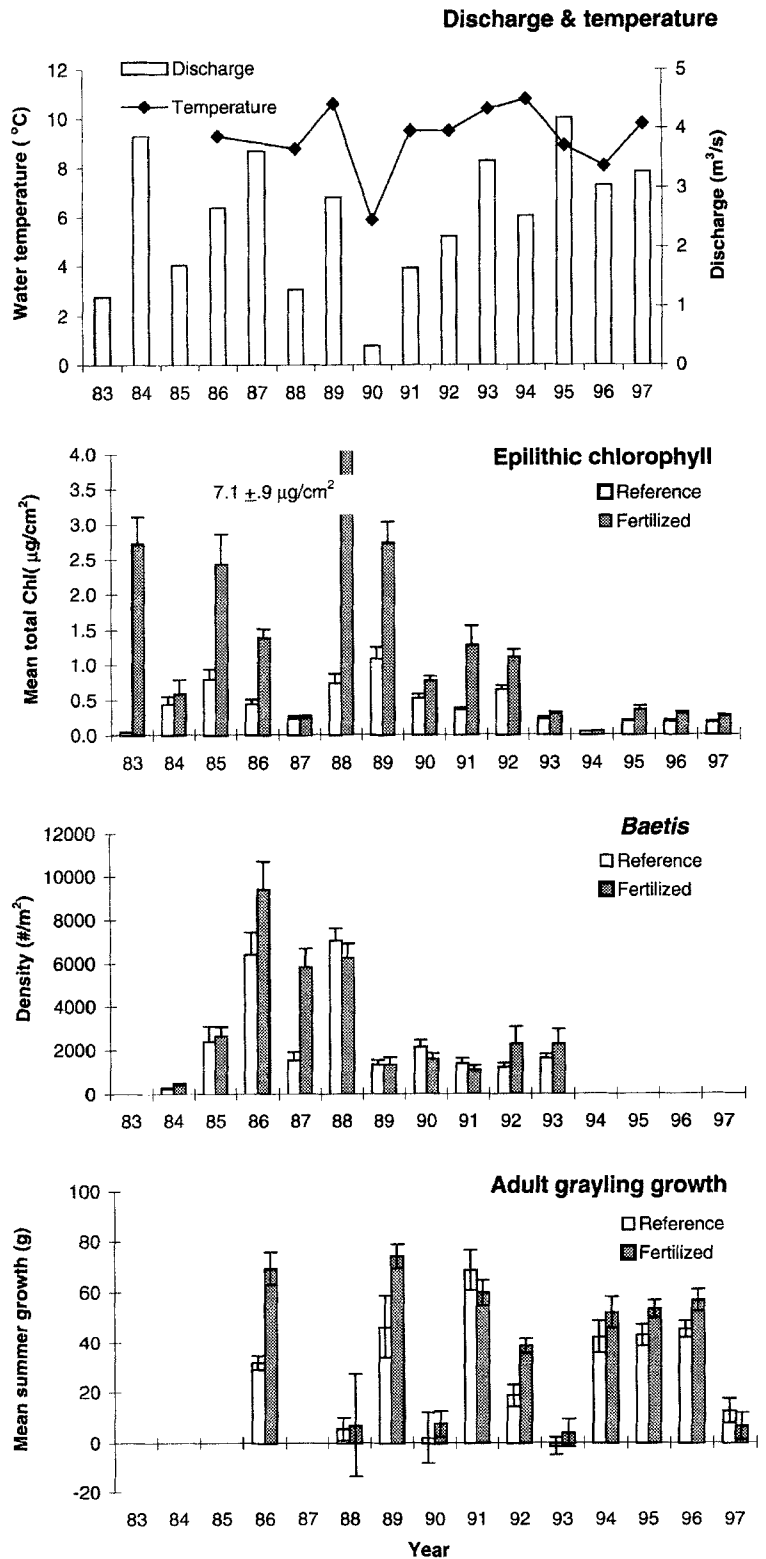 Discharge & temperature
Discharge
Temperature
Water temperature ( °C)
Discharge (m³/s)
12
10
8
6
4
2
0
5
4
3
2
1
0
83 84 85 86 87 88 89 90 91 92 93 94 95 96 97
Epilithic chlorophyll
Reference
Fertilized
7.1 ±.9 µg/cm²
Mean total Chl( µg/cm²)
4.0
3.0
2.5
2.0
1.5
1.0
0.5
0.0
83 84 85 86 87 88 89 90 91 92 93 94 95 96 97
Baetis
Reference
Fertilized
Density (#/m²)
12000
10000
8000
6000
4000
2000
0
83 84 85 86 87 88 89 90 91 92 93 94 95 96 97
Adult grayling growth
Reference
Fertilized
Mean summer growth (g)
100
80
60
40
20
0
-20
83 84 85 86 87 88 89 90 91 92 93 94 95 96 97
Year